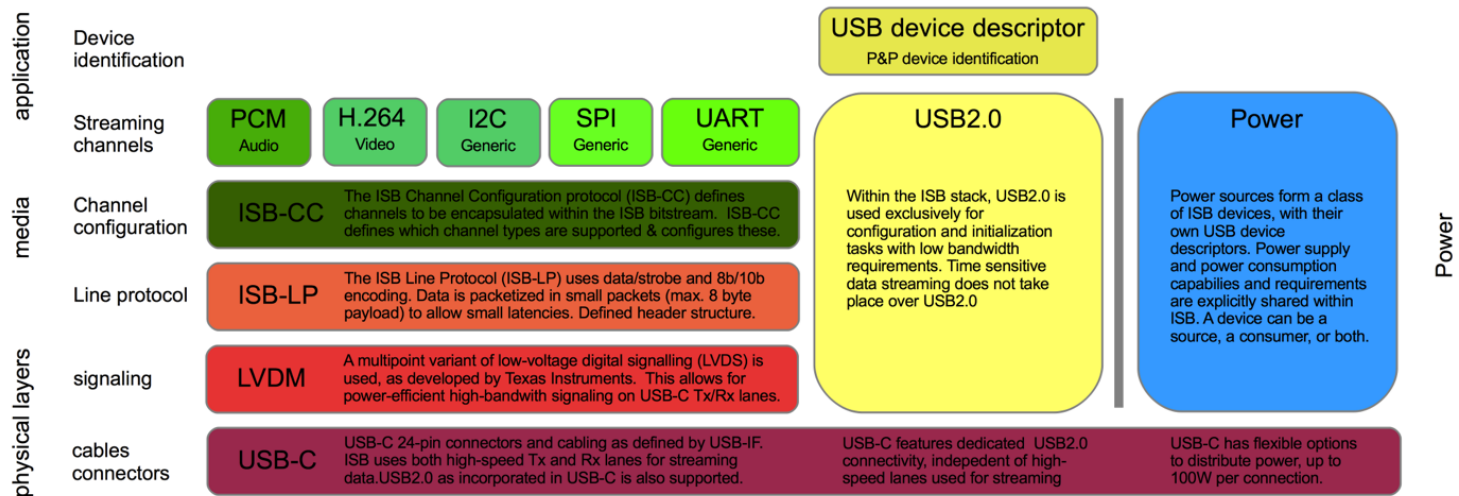 application
Device
identification
USB device descriptor
P&P device identification
Streaming
channels
PCM
Audio
H.264
Video
I2C
Generic
SPI
Generic
UART
Generic
USB2.0
Within the ISB stack, USB2.0 is
used exclusively for
configuration and initialization
tasks with low bandwidth
requirements. Time sensitive
data streaming does not take
place over USB2.0
Power
Power sources form a class
of ISB devices, with their
own USB device
descriptors. Power supply
and power consumption
capabilies and requirements
are explicitly shared within
ISB. A device can be a
source, a consumer, or both.
Power
media
Channel
configuration
ISB-CC
The ISB Channel Configuration protocol (ISB-CC) defines
channels to be encapsulated within the ISB bitstream. ISB-CC
defines which channel types are supported & configures these.
Line protocol
ISB-LP
The ISB Line Protocol (ISB-LP) uses data/strobe and 8b/10b
encoding. Data is packetized in small packets (max. 8 byte
payload) to allow small latencies. Defined header structure.
physical layers
signaling
LVDM
A multipoint variant of low-voltage digital signalling (LVDS) is
used, as developed by Texas Instruments. This allows for
power-efficient high-bandwith signaling on USB-C Tx/Rx lanes.
cables
connectors
USB-C
USB-C 24-pin connectors and cabling as defined by USB-IF.
ISB uses both high-speed Tx and Rx lanes for streaming
data.USB2.0 as incorporated in USB-C is also supported.
USB-C features dedicated USB2.0
connectivity, indepedent of high-
speed lanes used for streaming
USB-C has flexible options
to distribute power, up to
100W per connection.